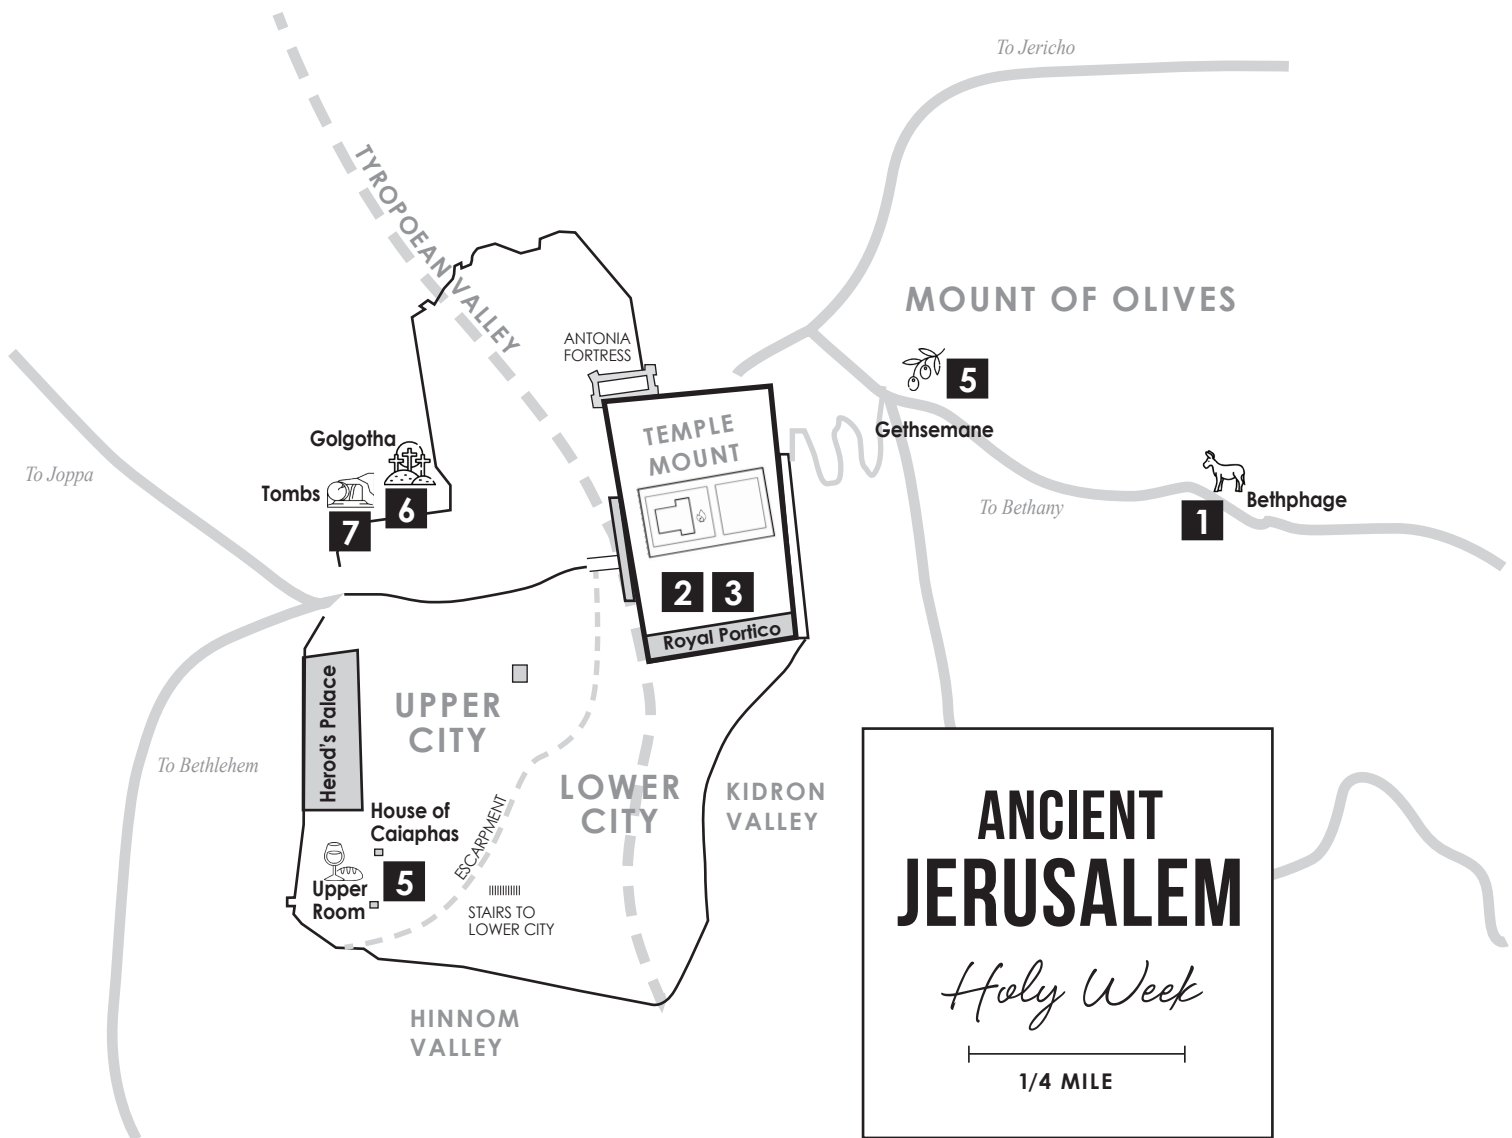 To Jericho
TYROPOEAN VALLEY
MOUNT OF OLIVES
ANTONIA
FORTRESS
5
Gethsemane
TEMPLE
MOUNT
Golgotha
Tombs
6
7
To Joppa
To Bethany
Bethphage
1
2 3
Royal Portico
Herod's Palace
UPPER
CITY
To Bethlehem
LOWER
CITY
KIDRON
VALLEY
House of
Caiaphas
ESCARPMENT
5
Upper
Room
STAIRS TO
LOWER CITY
HINNOM
VALLEY
ANCIENT
JERUSALEM
Holy Week
1/4 MILE